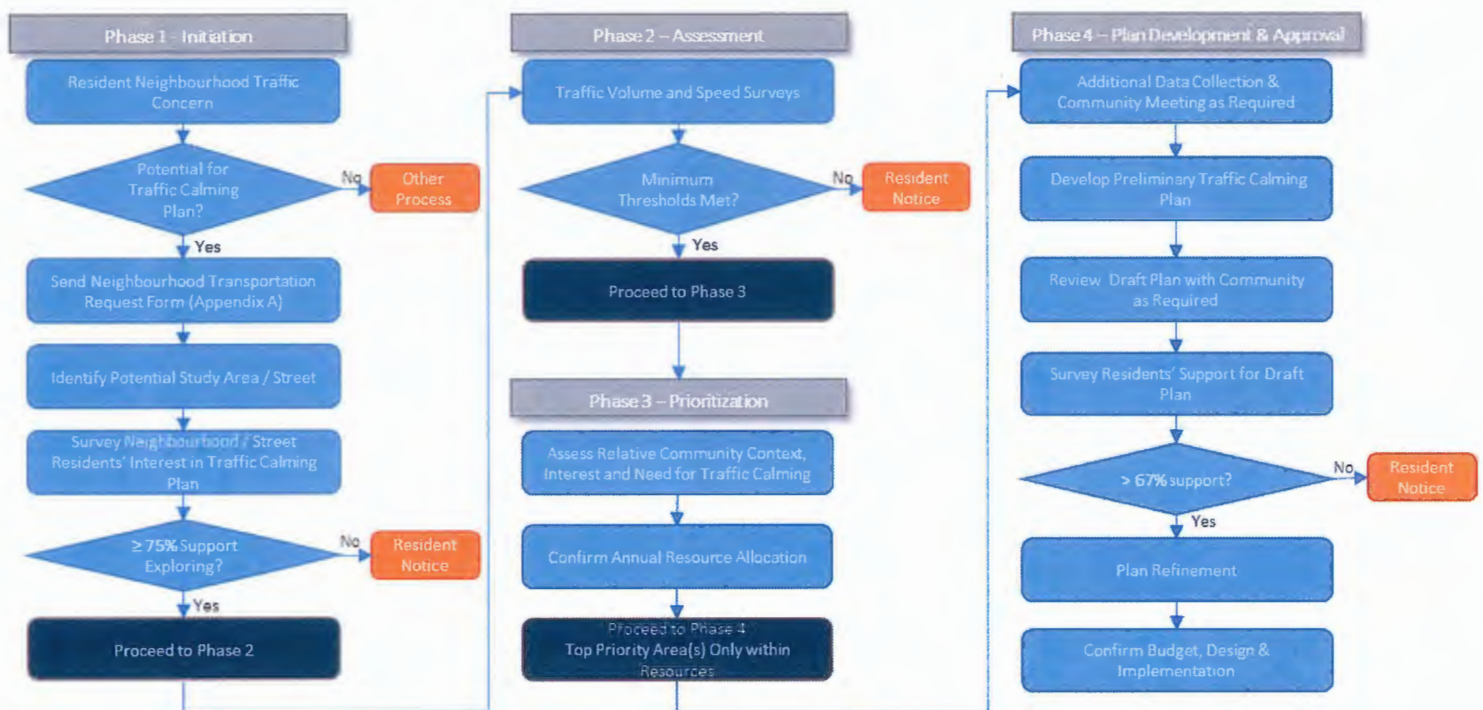 Phase 1 - Initiation
Resident Neighbourhood Traffic
Concern
Potential for
Traffic Calming
Plan?
No
Other
Process
Yes
Send Neighbourhood Transportation
Request Form (Appendix A)
Identify Potential Study Area / Street
Survey Neighbourhood / Street
Residents' Interest in Traffic Calming
Plan
≥ 75% Support
Exploring?
No
Resident
Notice
Yes
Proceed to Phase 2
Phase 2 – Assessment
Traffic Volume and Speed Surveys
Minimum
Thresholds Met?
No
Resident
Notice
Yes
Proceed to Phase 3
Phase 3 – Prioritization
Assess Relative Community Context,
Interest and Need for Traffic Calming
Confirm Annual Resource Allocation
Proceed to Phase 4
Top Priority Area(s) Only within
Resources
Phase 4 – Plan Development & Approval
Additional Data Collection &
Community Meeting as Required
Develop Preliminary Traffic Calming
Plan
Review Draft Plan with Community
as Required
Survey Residents' Support for Draft
Plan
> 67% support?
No
Resident
Notice
Yes
Plan Refinement
Confirm Budget, Design &
Implementation